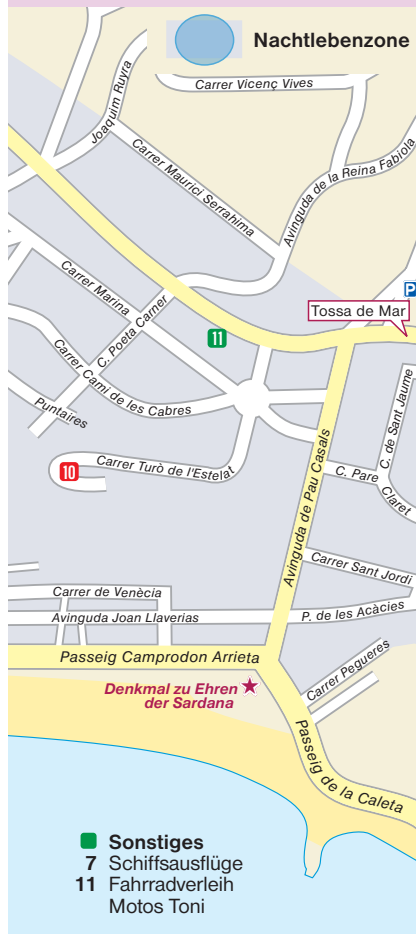 Nachtlebenzone
Carrer Vicenç Vives
Joaquim Ruyra
Carrer Maurici Serrahima
Avinguda de la Reina Fabiola
P
Tossa de Mar
Carrer Marina
C. Poeta Carner
11
Carrer Cami de les Cabres
Puntaires
C. de Sant Jaume
10
Carrer Turò de l'Estelat
C. Pare
Claret
Avinguda de Pau Casals
Carrer Sant Jordi
Carrer de Venècia
Avinguda Joan Llaverias
P. de les Acàcies
Passeig Camprodon Arrieta
Carrer Pegueres
Denkmal zu Ehren
der Sardana
Passeig de la Caleta
Sonstiges
7 Schiffsausflüge
11 Fahrradverleih
Motos Toni